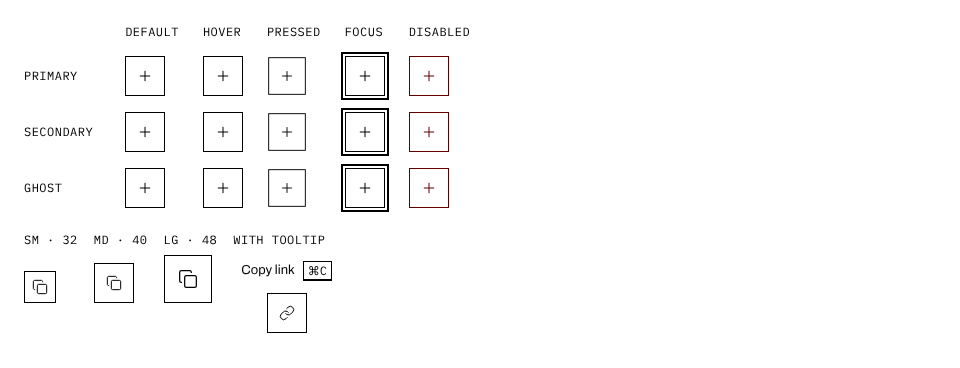 DEFAULT HOVER PRESSED FOCUS DISABLED
PRIMARY
SECONDARY
GHOST
SM · 32 MD · 40 LG · 48 WITH TOOLTIP
Copy link ⌘C